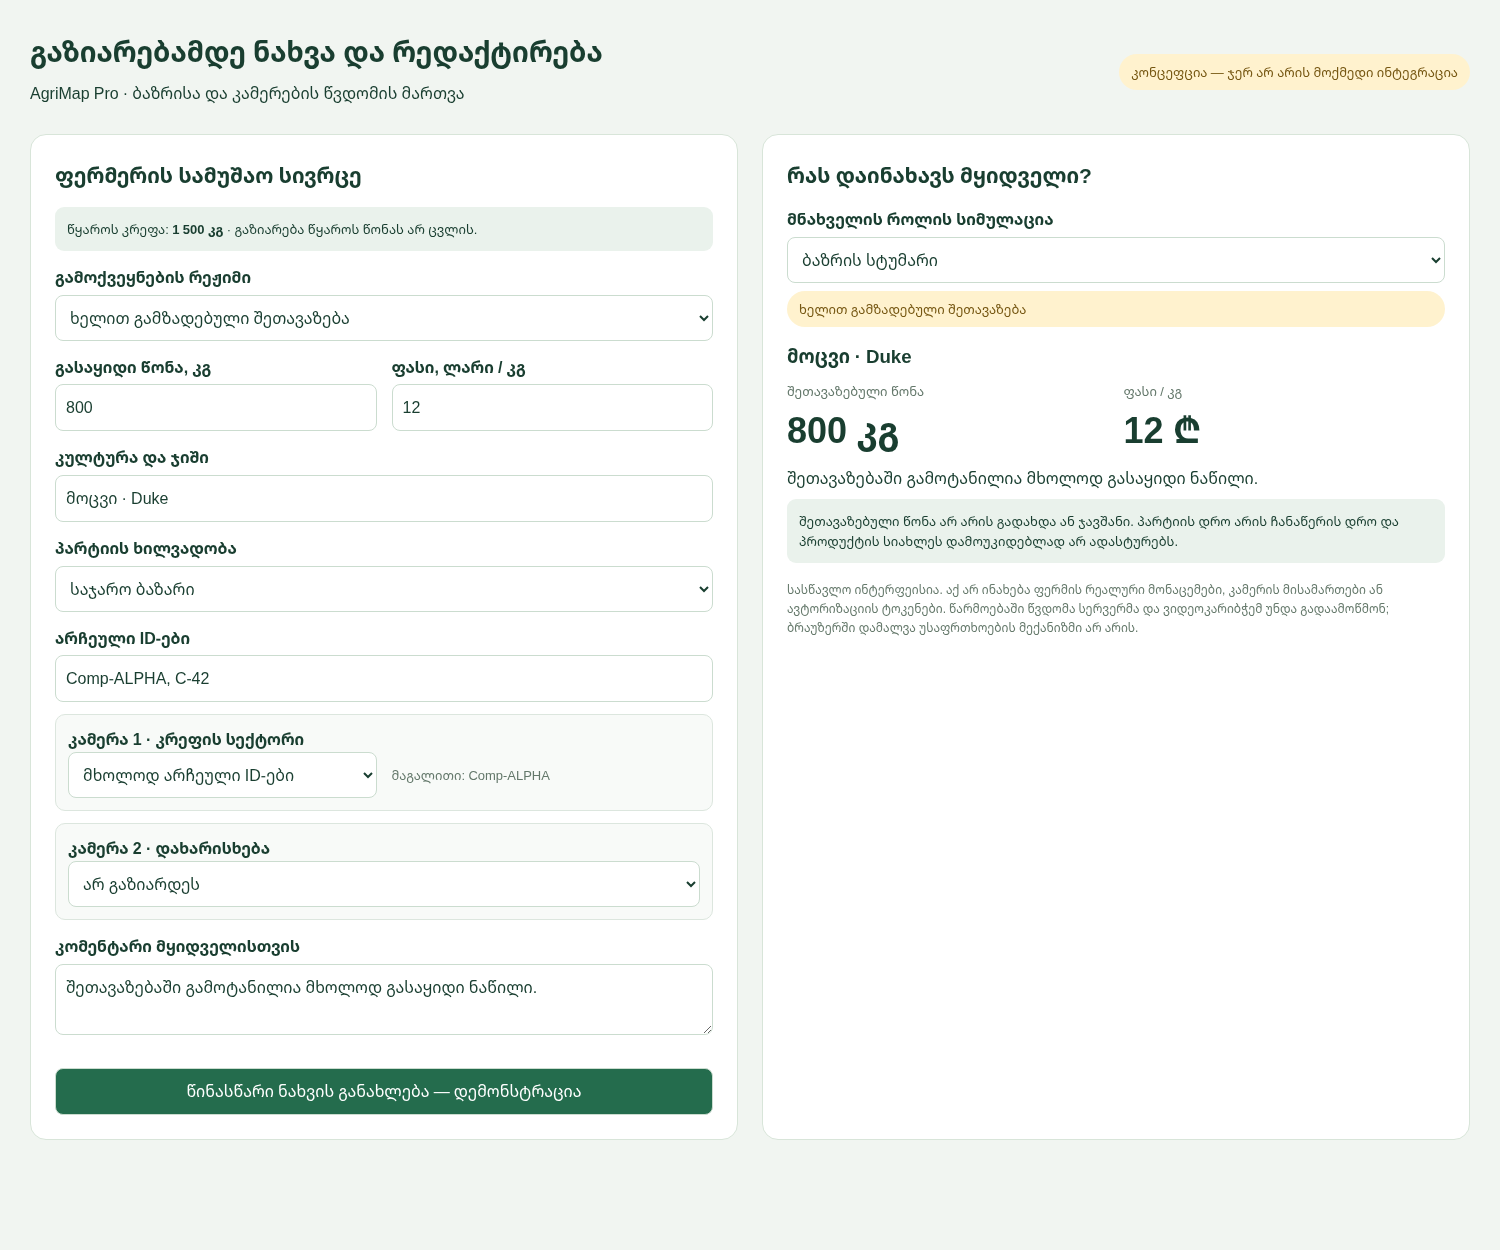 გაზიარებამდე ნახვა და რედაქტირება
AgriMap Pro · ბაზრისა და კამერების წვდომის მართვა
კონცეფცია — ჯერ არ არის მოქმედი ინტეგრაცია
ფერმერის სამუშაო სივრცე
წყაროს კრეფა: 1 500 კგ · გაზიარება წყაროს წონას არ ცვლის.
გამოქვეყნების რეჟიმი
ხელით გამზადებული შეთავაზება
გასაყიდი წონა, კგ
ფასი, ლარი / კგ
800
12
კულტურა და ჯიში
მოცვი · Duke
პარტიის ხილვადობა
საჯარო ბაზარი
არჩეული ID-ები
Comp-ALPHA, C-42
კამერა 1 · კრეფის სექტორი
მხოლოდ არჩეული ID-ები
მაგალითი: Comp-ALPHA
კამერა 2 · დახარისხება
არ გაზიარდეს
კომენტარი მყიდველისთვის
შეთავაზებაში გამოტანილია მხოლოდ გასაყიდი ნაწილი.
წინასწარი ნახვის განახლება — დემონსტრაცია
რას დაინახავს მყიდველი?
მნახველის როლის სიმულაცია
ბაზრის სტუმარი
ხელით გამზადებული შეთავაზება
მოცვი · Duke
შეთავაზებული წონა
ფასი / კგ
800 კგ
12 ₾
შეთავაზებაში გამოტანილია მხოლოდ გასაყიდი ნაწილი.
შეთავაზებული წონა არ არის გადახდა ან ჯავშანი. პარტიის დრო არის ჩანაწერის დრო და
პროდუქტის სიახლეს დამოუკიდებლად არ ადასტურებს.
სასწავლო ინტერფეისია. აქ არ ინახება ფერმის რეალური მონაცემები, კამერის მისამართები ან
ავტორიზაციის ტოკენები. წარმოებაში წვდომა სერვერმა და ვიდეოკარიბჭემ უნდა გადაამოწმონ;
ბრაუზერში დამალვა უსაფრთხოების მექანიზმი არ არის.